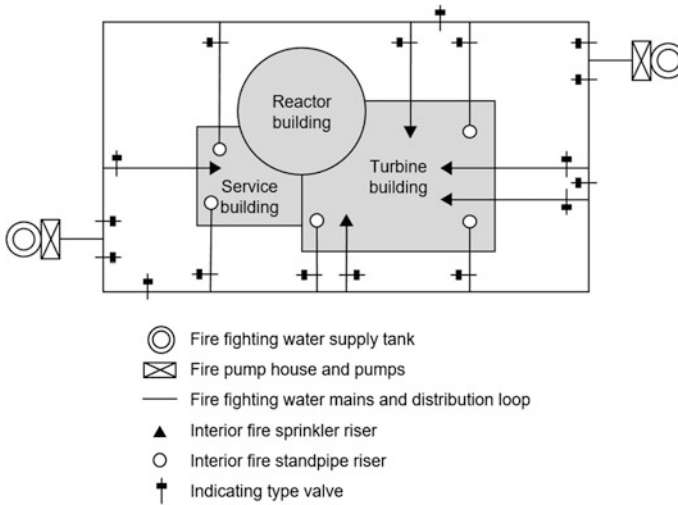 Reactor
building
Turbine
building
Service
building
Fire fighting water supply tank
Fire pump house and pumps
Fire fighting water mains and distribution loop
Interior fire sprinkler riser
Interior fire standpipe riser
Indicating type valve